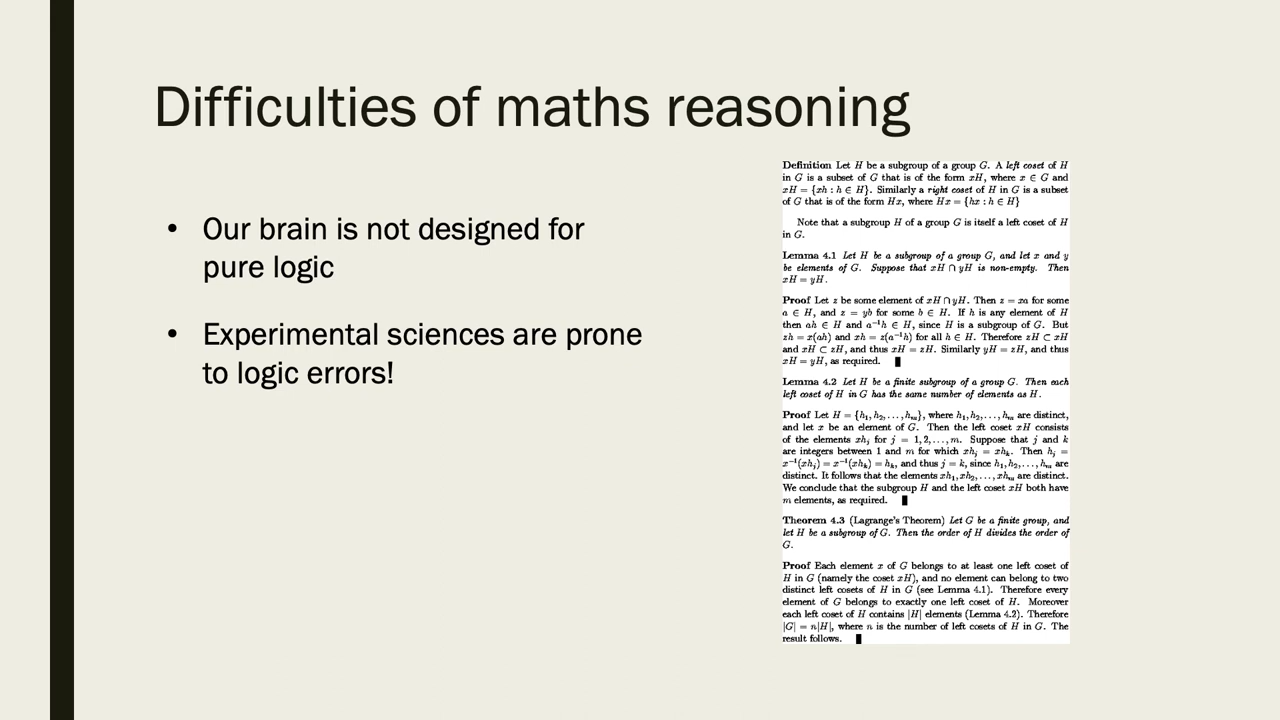 Difficulties of maths reasoning
• Our brain is not designed for
pure logic
• Experimental sciences are prone
to logic errors!
Definition Let H be a subgroup of a group G. A left coset of H
in G is a subset of G that is of the form xH, where x ∈ G and
xH = {xh : h ∈ H}. Similarly a right coset of H in G is a subset
of G that is of the form Hx, where Hx = {hx : h ∈ H}
Note that a subgroup H of a group G is itself a left coset of H
in G.
Lemma 4.1 Let H be a subgroup of a group G, and let x and y
be elements of G. Suppose that xH ∩ yH is non-empty. Then
xH = yH.
Proof Let z be some element of xH ∩ yH. Then z = xa for some
a ∈ H, and z = yb for some b ∈ H. If h is any element of H
then ah ∈ H and a⁻¹h ∈ H, since H is a subgroup of G. But
zh = x(ah) and xh = z(a⁻¹h) for all h ∈ H. Therefore zH ⊂ xH
and xH ⊂ zH, and thus xH = zH. Similarly yH = zH, and thus
xH = yH, as required. ∎
Lemma 4.2 Let H be a finite subgroup of a group G. Then each
left coset of H in G has the same number of elements as H.
Proof Let H = {h₁, h₂, . . . , hₘ}, where h₁, h₂, . . . , hₘ are distinct,
and let x be an element of G. Then the left coset xH consists
of the elements xhⱼ for j = 1, 2, . . . , m. Suppose that j and k
are integers between 1 and m for which xhⱼ = xhₖ. Then hⱼ =
x⁻¹(xhⱼ) = x⁻¹(xhₖ) = hₖ, and thus j = k, since h₁, h₂, . . . , hₘ are
distinct. It follows that the elements xh₁, xh₂, . . . , xhₘ are distinct.
We conclude that the subgroup H and the left coset xH both have
m elements, as required. ∎
Theorem 4.3 (Lagrange's Theorem) Let G be a finite group, and
let H be a subgroup of G. Then the order of H divides the order of
G.
Proof Each element x of G belongs to at least one left coset of
H in G (namely the coset xH), and no element can belong to two
distinct left cosets of H in G (see Lemma 4.1). Therefore every
element of G belongs to exactly one left coset of H. Moreover
each left coset of H contains |H| elements (Lemma 4.2). Therefore
|G| = n|H|, where n is the number of left cosets of H in G. The
result follows. ∎